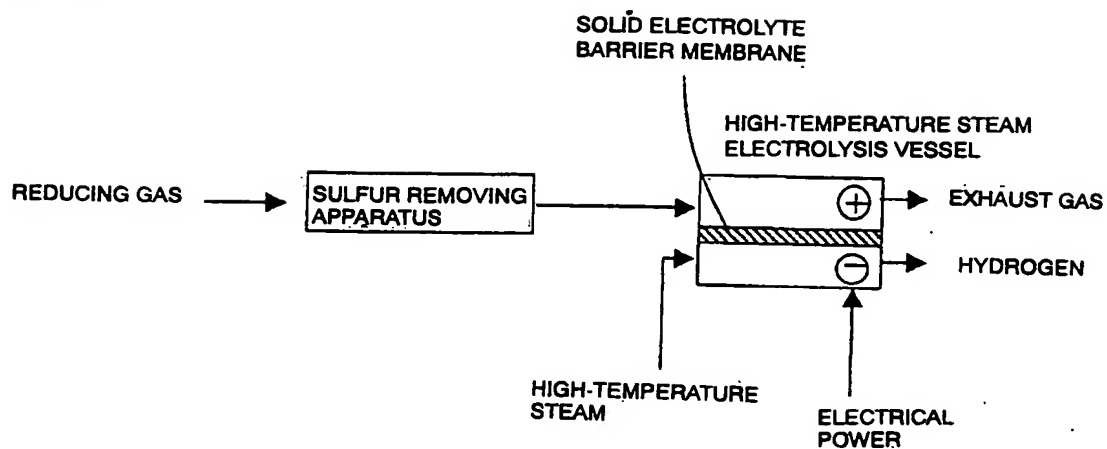 SOLID ELECTROLYTE
BARRIER MEMBRANE
HIGH-TEMPERATURE STEAM
ELECTROLYSIS VESSEL
REDUCING GAS
SULFUR REMOVING
APPARATUS
+
EXHAUST GAS
−
HYDROGEN
HIGH-TEMPERATURE
STEAM
ELECTRICAL
POWER